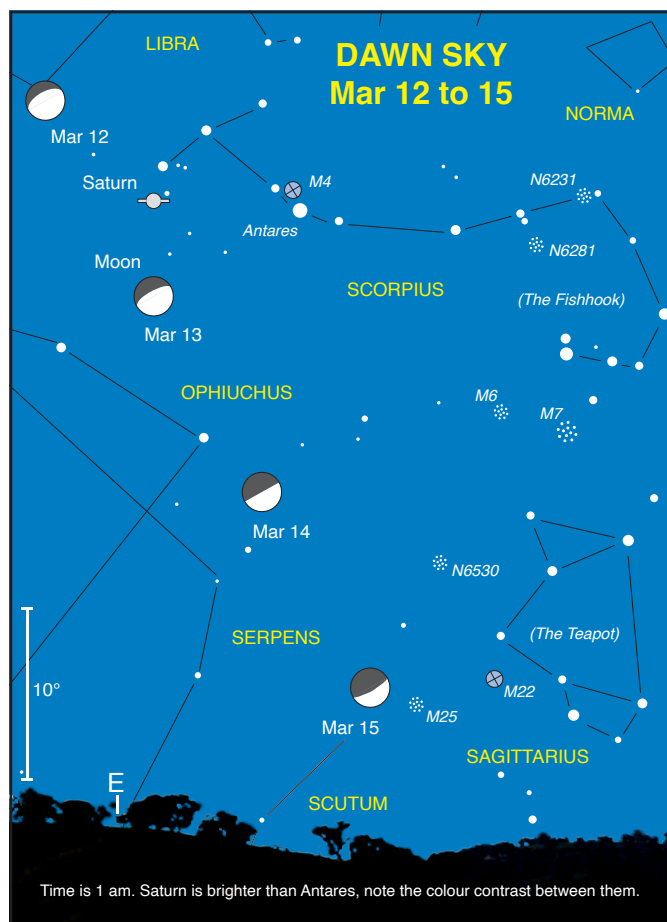 LIBRA
DAWN SKY
Mar 12 to 15
NORMA
Mar 12
Saturn
M4
N6231
Antares
N6281
Moon
SCORPIUS
(The Fishhook)
Mar 13
OPHIUCHUS
M6
M7
Mar 14
N6530
SERPENS
(The Teapot)
10°
M22
Mar 15
M25
SAGITTARIUS
E
SCUTUM
Time is 1 am. Saturn is brighter than Antares, note the colour contrast between them.